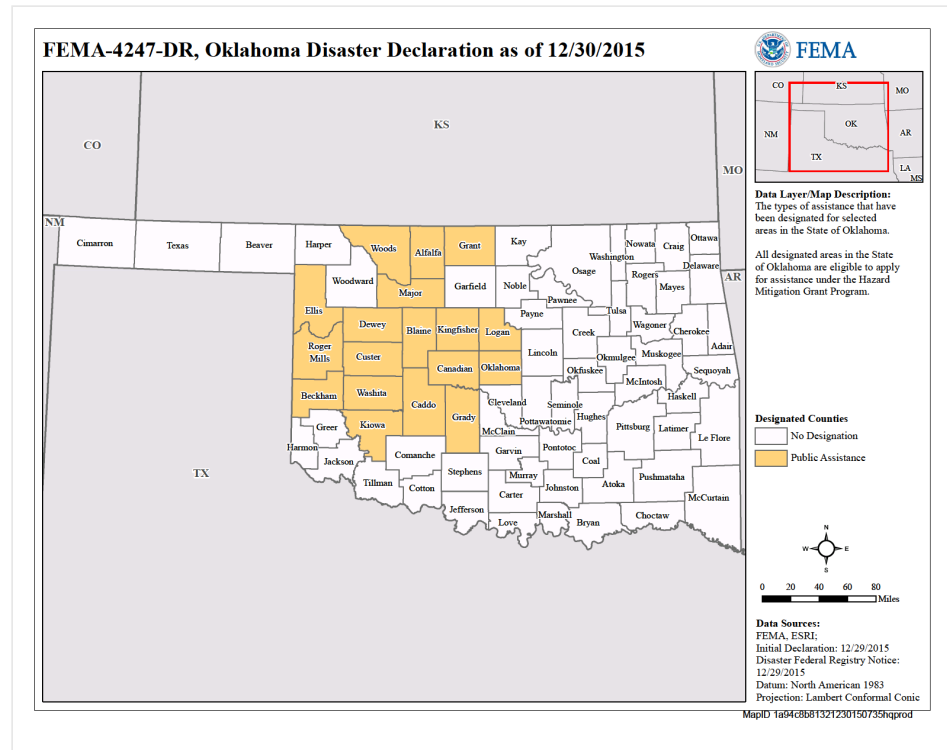 FEMA-4247-DR, Oklahoma Disaster Declaration as of 12/30/2015
FEMA
CO
KS
MO
NM
OK
AR
TX
LA
MS
KS
CO
MO
NM
AR
TX
Cimarron
Texas
Beaver
Harper
Woods
Alfalfa
Grant
Kay
Osage
Washington
Nowata
Craig
Ottawa
Delaware
Rogers
Mayes
Woodward
Major
Garfield
Noble
Pawnee
Payne
Tulsa
Wagoner
Cherokee
Adair
Ellis
Dewey
Blaine
Kingfisher
Logan
Creek
Lincoln
Okmulgee
Muskogee
Sequoyah
Roger
Mills
Custer
Canadian
Oklahoma
Okfuskee
McIntosh
Haskell
Beckham
Washita
Caddo
Grady
Cleveland
Seminole
Pottawatomie
Hughes
Pittsburg
Latimer
Le Flore
Greer
Kiowa
McClain
Harmon
Jackson
Comanche
Garvin
Pontotoc
Coal
Tillman
Cotton
Stephens
Murray
Johnston
Atoka
Pushmataha
McCurtain
Carter
Jefferson
Love
Marshall
Bryan
Choctaw
Data Layer/Map Description:
The types of assistance that have
been designated for selected
areas in the State of Oklahoma.
All designated areas in the State
of Oklahoma are eligible to apply
for assistance under the Hazard
Mitigation Grant Program.
Designated Counties
No Designation
Public Assistance
N
W
E
S
0 20 40 60 80
Miles
Data Sources:
FEMA, ESRI;
Initial Declaration: 12/29/2015
Disaster Federal Registry Notice:
12/29/2015
Datum: North American 1983
Projection: Lambert Conformal Conic
MapID 1a94c8b81321230150735hqprod